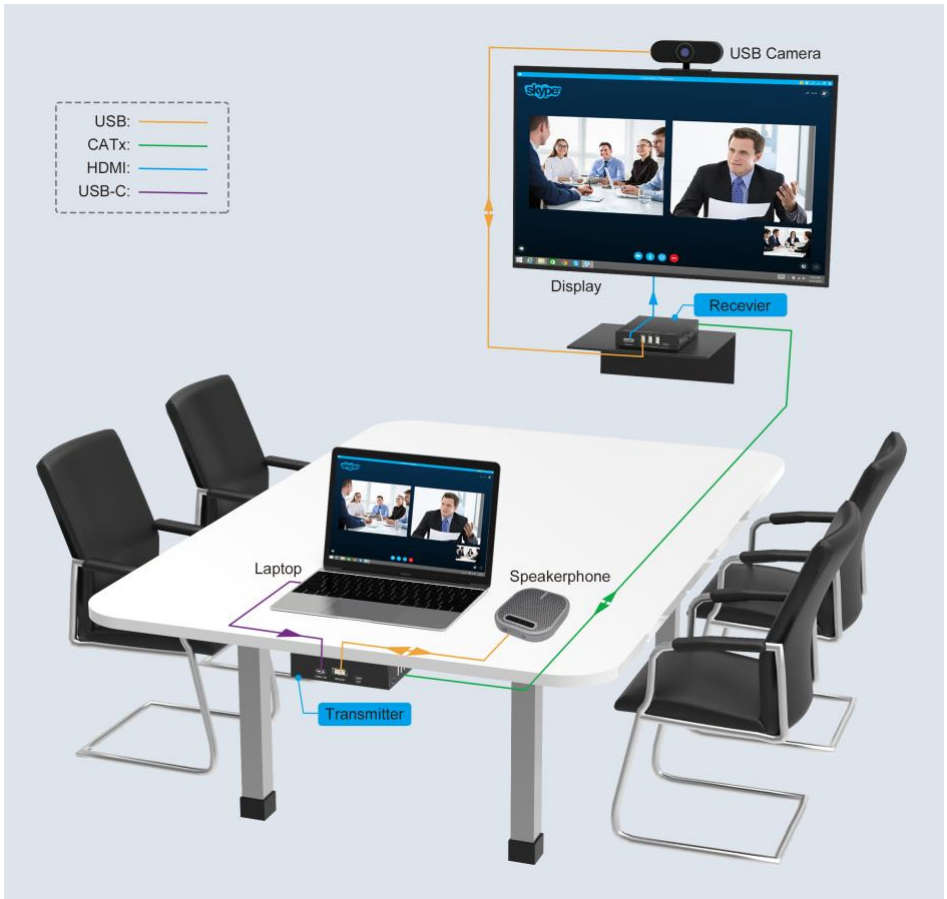 USB Camera
skype
USB:
CATx:
HDMI:
USB-C:
Display
Recevier
skype
Laptop
Speakerphone
Transmitter